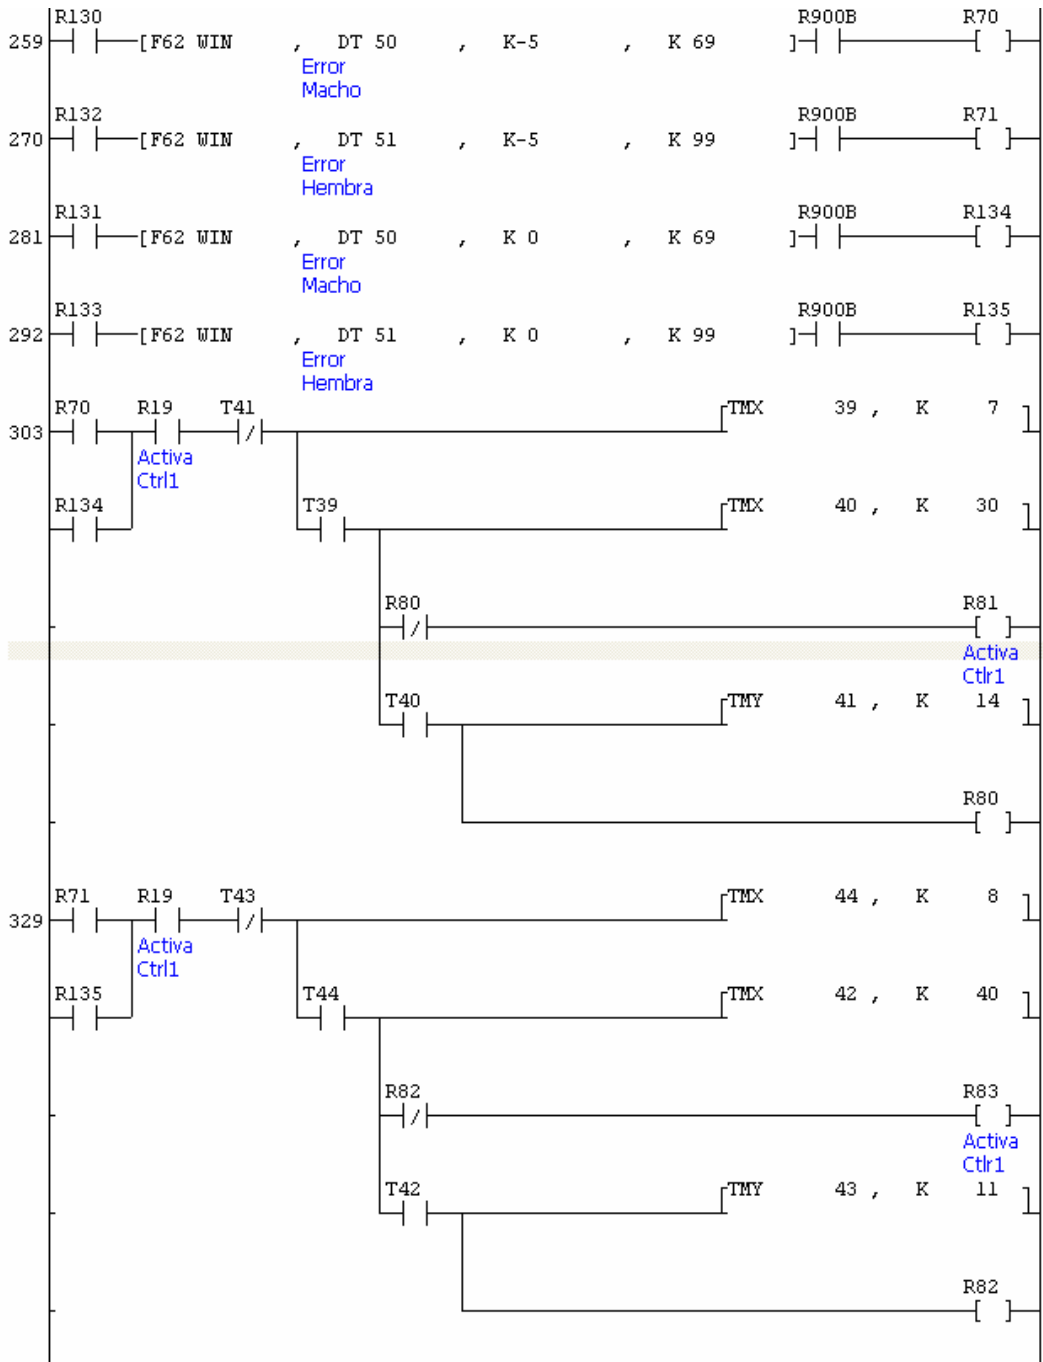 R130 R900B R70
259 [F62 WIN , DT 50 , K-5 , K 69 ] [ ]
Error
Macho
R132 R900B R71
270 [F62 WIN , DT 51 , K-5 , K 99 ] [ ]
Error
Hembra
R131 R900B R134
281 [F62 WIN , DT 50 , K 0 , K 69 ] [ ]
Error
Macho
R133 R900B R135
292 [F62 WIN , DT 51 , K 0 , K 99 ] [ ]
Error
Hembra
R70 R19 T41 TMX 39 , K 7
303
Activa
Ctrl1
R134 T39 TMX 40 , K 30
R80 R81
Activa
Ctlr1
T40 TMY 41 , K 14
R80
R71 R19 T43 TMX 44 , K 8
329
Activa
Ctrl1
R135 T44 TMX 42 , K 40
R82 R83
Activa
Ctlr1
T42 TMY 43 , K 11
R82